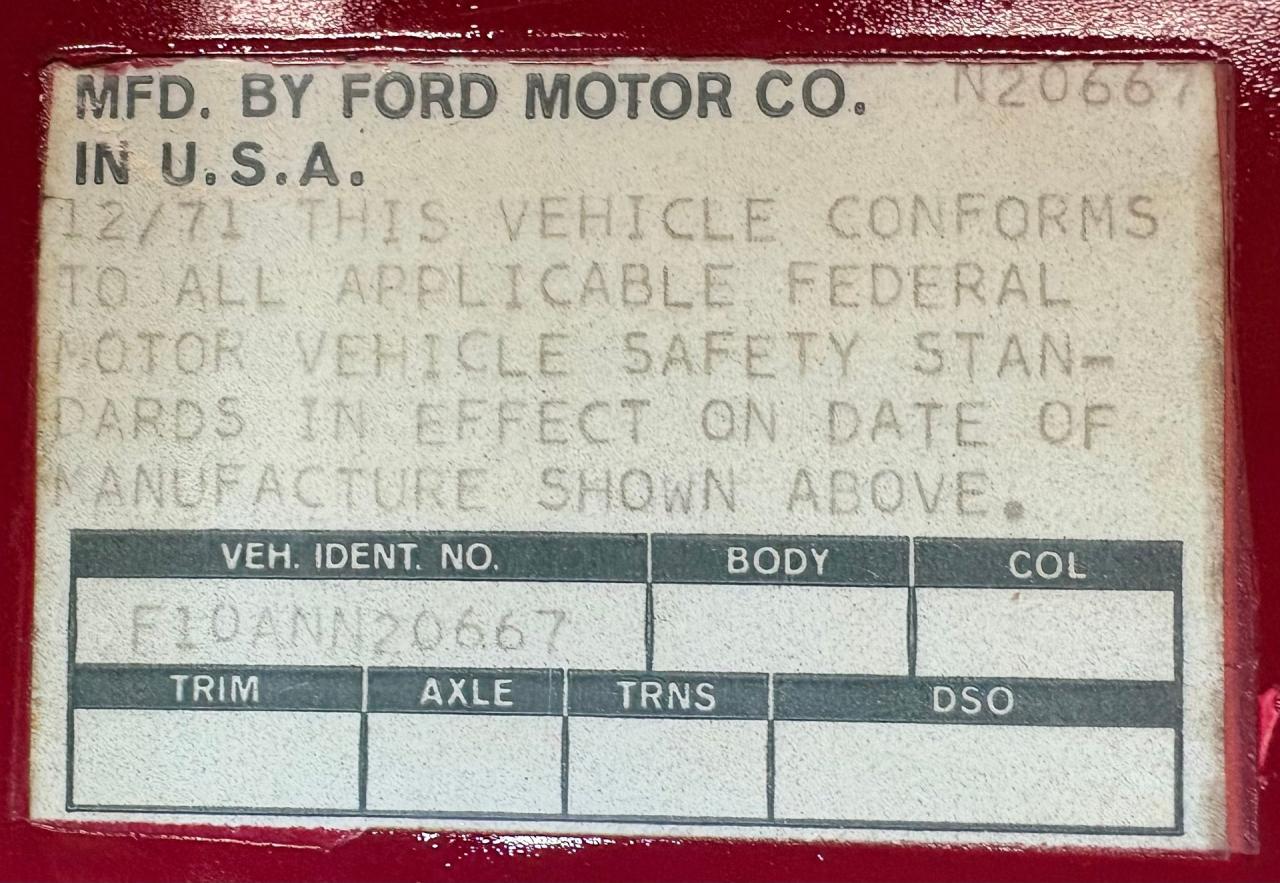 MFD. BY FORD MOTOR CO. N20667
IN U.S.A.
12/71 THIS VEHICLE CONFORMS
TO ALL APPLICABLE FEDERAL
MOTOR VEHICLE SAFETY STAN-
DARDS IN EFFECT ON DATE OF
MANUFACTURE SHOWN ABOVE.
VEH. IDENT. NO. BODY COL
F10ANN20667
TRIM AXLE TRNS DSO